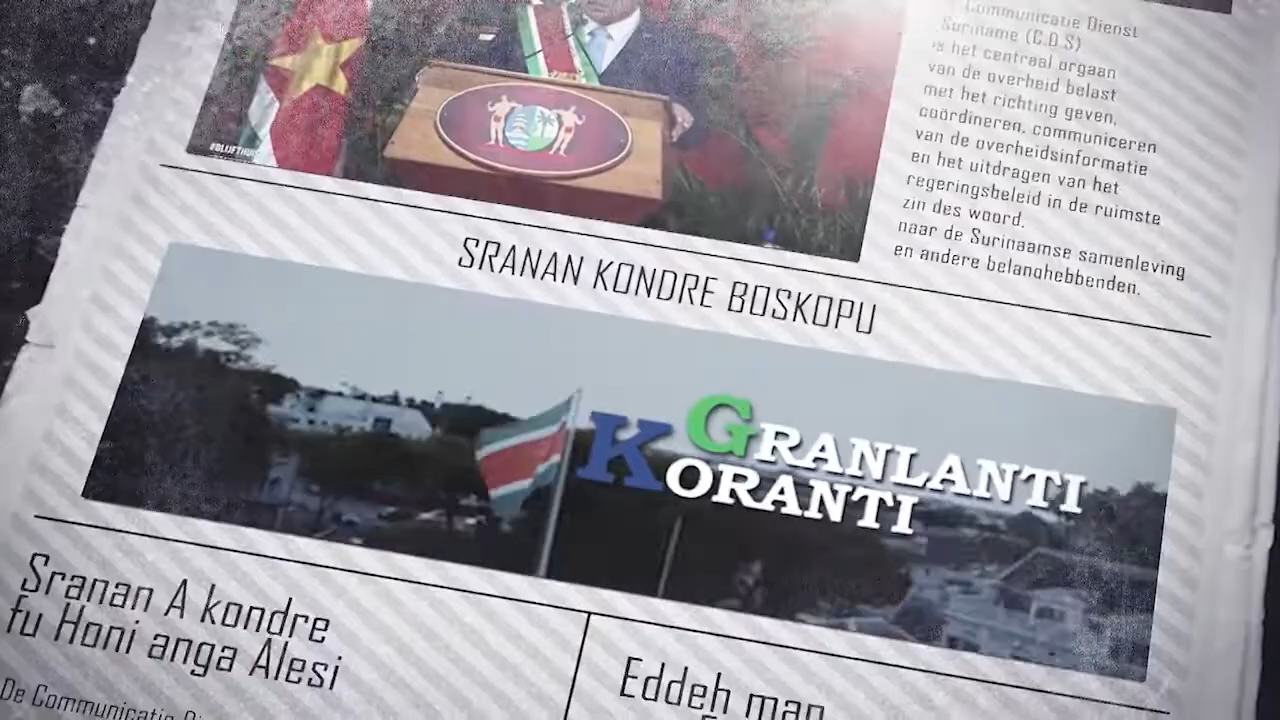 Communicatie Dienst
Suriname (C.D.S)
is het centraal orgaan
van de overheid belast
met het richting geven,
coördineren, communiceren
van de overheidsinformatie
en het uitdragen van het
regeringsbeleid in de ruimste
zin des woord.
naar de Surinaamse samenleving
en andere belanghebbenden.
SRANAN KONDRE BOSKOPU
GRANLANTI
KORANTI
Sranan A kondre
fu Honi anga Alesi
De Communicatie
Eddeh man